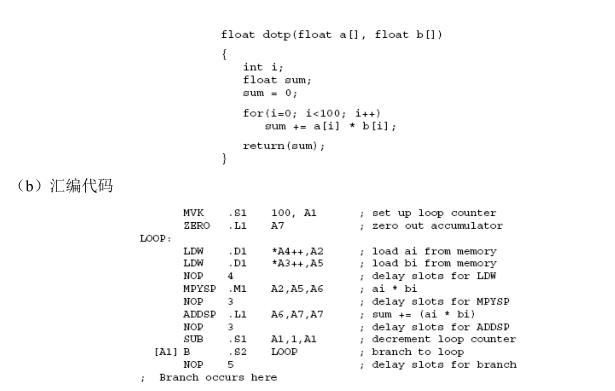 float dotp(float a[], float b[])
{
int i;
float sum;
sum = 0;
for(i=0; i<100; i++)
sum += a[i] * b[i];
return(sum);
}
（b）汇编代码
MVK .S1 100, A1 ; set up loop counter
ZERO .L1 A7 ; zero out accumulator
LOOP:
LDW .D1 *A4++,A2 ; load ai from memory
LDW .D1 *A3++,A5 ; load bi from memory
NOP 4 ; delay slots for LDW
MPYSP .M1 A2,A5,A6 ; ai * bi
NOP 3 ; delay slots for MPYSP
ADDSP .L1 A6,A7,A7 ; sum += (ai * bi)
NOP 3 ; delay slots for ADDSP
SUB .S1 A1,1,A1 ; decrement loop counter
[A1] B .S2 LOOP ; branch to loop
NOP 5 ; delay slots for branch
; Branch occurs here